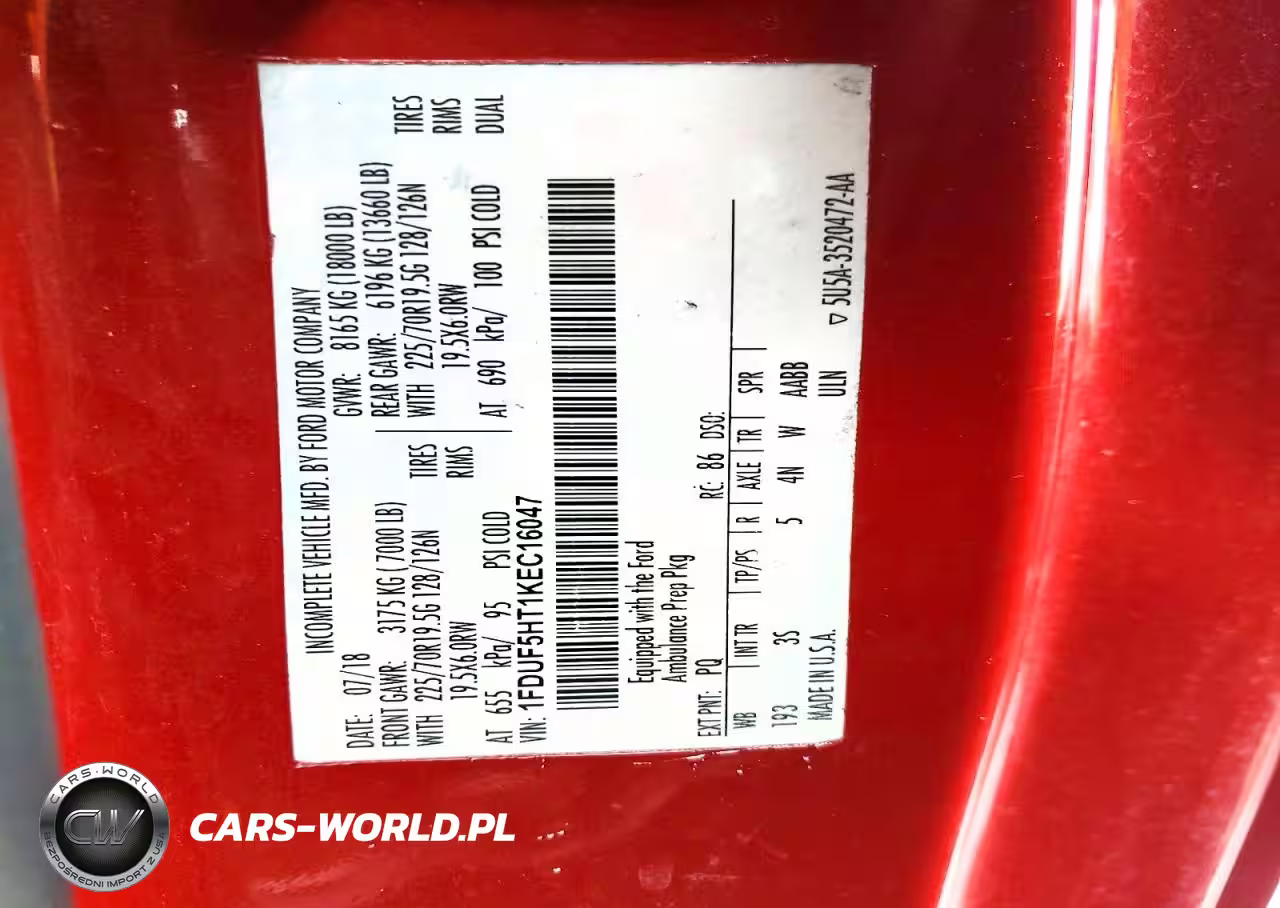 INCOMPLETE VEHICLE MFD. BY FORD MOTOR COMPANY
DATE: 07/18 GVWR: 8165 KG (18000 LB)
FRONT GAWR: 3175 KG ( 7000 LB) REAR GAWR: 6196 KG (13660 LB)
WITH 225/70R19.5G 128/126N TIRES WITH 225/70R19.5G 128/126N TIRES
19.5X6.0RW RIMS 19.5X6.0RW RIMS
AT 655 kPa/ 95 PSI COLD AT 690 kPa/ 100 PSI COLD DUAL
VIN: 1FDUF5HT1KEC16047
Equipped with the Ford
Ambulance Prep Pkg
EXT PNT: PQ RC: 86 DSO:
WB INT TR TP/PS R AXLE TR SPR
193 3S 5 4N W AABB
MADE IN U.S.A. ULN ▽ 5U5A-3520472-AA
CARS-WORLD
CW
BEZPOŚREDNI IMPORT Z USA
CARS-WORLD.PL